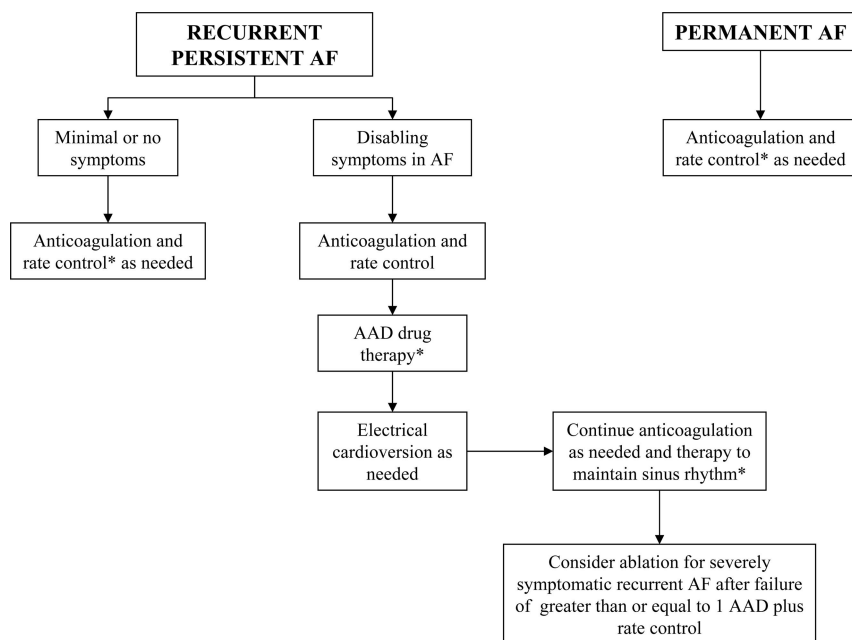 RECURRENT
PERSISTENT AF
PERMANENT AF
Minimal or no
symptoms
Disabling
symptoms in AF
Anticoagulation and
rate control* as needed
Anticoagulation and
rate control* as needed
Anticoagulation and
rate control
AAD drug
therapy*
Electrical
cardioversion as
needed
Continue anticoagulation
as needed and therapy to
maintain sinus rhythm*
Consider ablation for severely
symptomatic recurrent AF after failure
of greater than or equal to 1 AAD plus
rate control